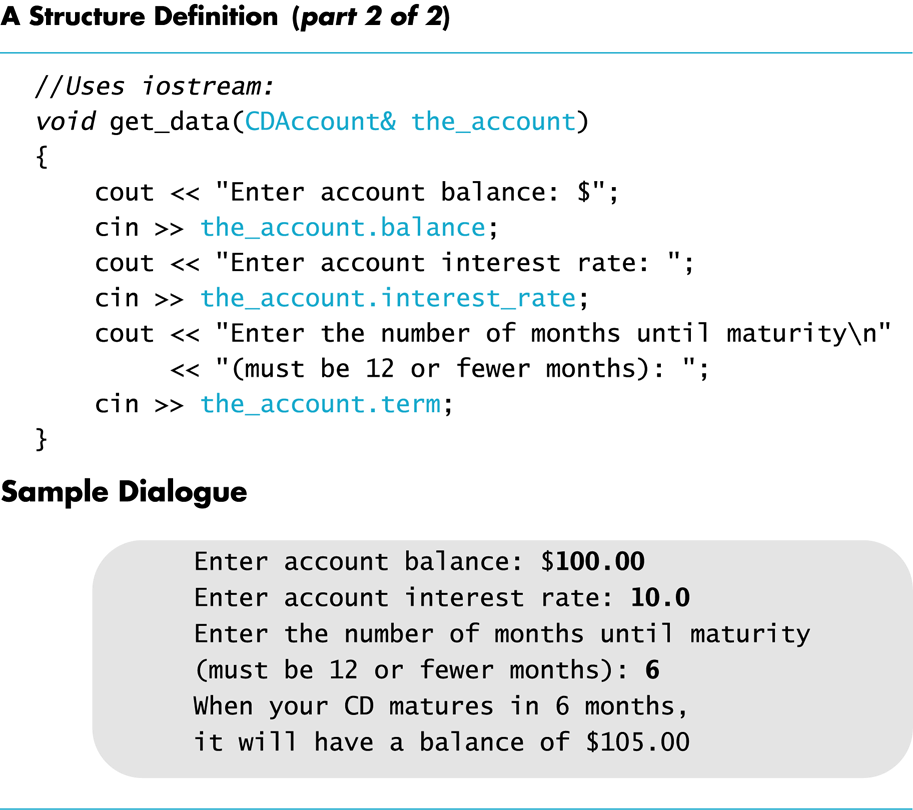 A Structure Definition (part 2 of 2)
//Uses iostream:
void get_data(CDAccount& the_account)
{
    cout << "Enter account balance: $";
    cin >> the_account.balance;
    cout << "Enter account interest rate: ";
    cin >> the_account.interest_rate;
    cout << "Enter the number of months until maturity\n"
         << "(must be 12 or fewer months): ";
    cin >> the_account.term;
}
Sample Dialogue
Enter account balance: $100.00
Enter account interest rate: 10.0
Enter the number of months until maturity
(must be 12 or fewer months): 6
When your CD matures in 6 months,
it will have a balance of $105.00